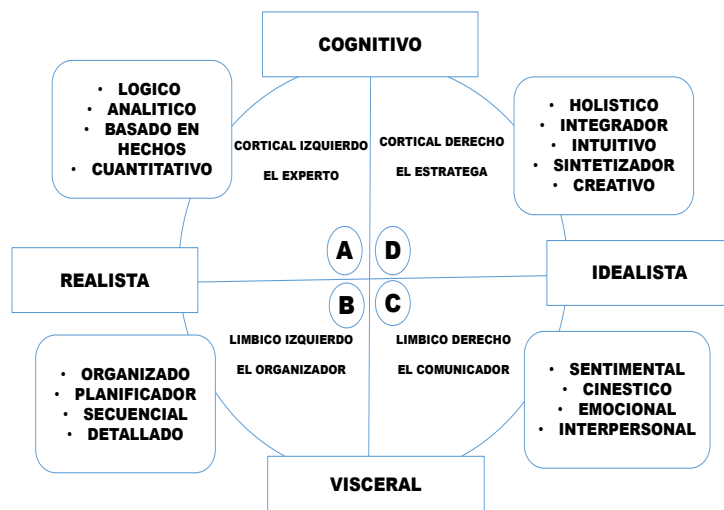 COGNITIVO
• LOGICO
• ANALITICO
• BASADO EN
HECHOS
• CUANTITATIVO
• HOLISTICO
• INTEGRADOR
• INTUITIVO
• SINTETIZADOR
• CREATIVO
CORTICAL IZQUIERDO
EL EXPERTO
CORTICAL DERECHO
EL ESTRATEGA
A
D
REALISTA
IDEALISTA
B
C
LIMBICO IZQUIERDO
EL ORGANIZADOR
LIMBICO DERECHO
EL COMUNICADOR
• ORGANIZADO
• PLANIFICADOR
• SECUENCIAL
• DETALLADO
• SENTIMENTAL
• CINESTICO
• EMOCIONAL
• INTERPERSONAL
VISCERAL